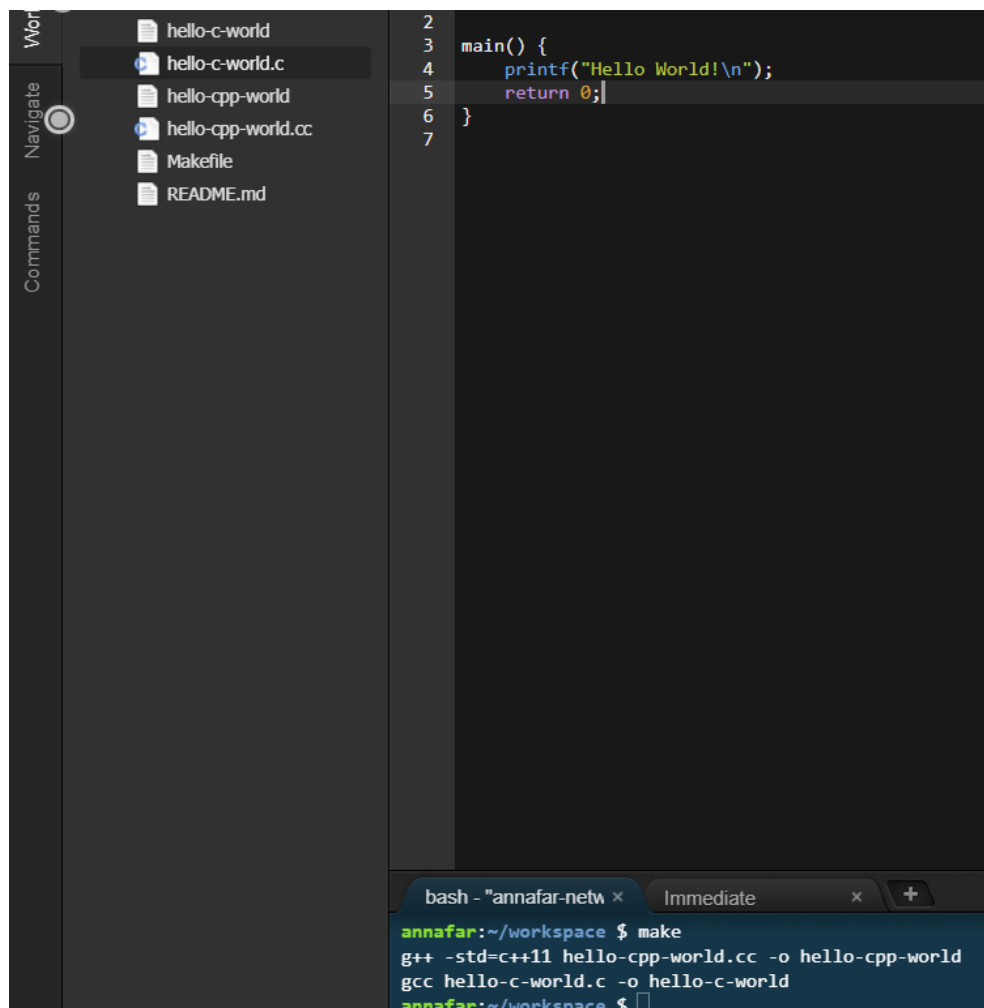 Wor
Navigate
Commands
hello-c-world
hello-c-world.c
hello-cpp-world
hello-cpp-world.cc
Makefile
README.md
2
3 main() {
4 printf("Hello World!\n");
5 return 0;
6 }
7
bash - "annafar-netw × Immediate × +
annafar:~/workspace $ make
g++ -std=c++11 hello-cpp-world.cc -o hello-cpp-world
gcc hello-c-world.c -o hello-c-world
annafar:~/workspace $